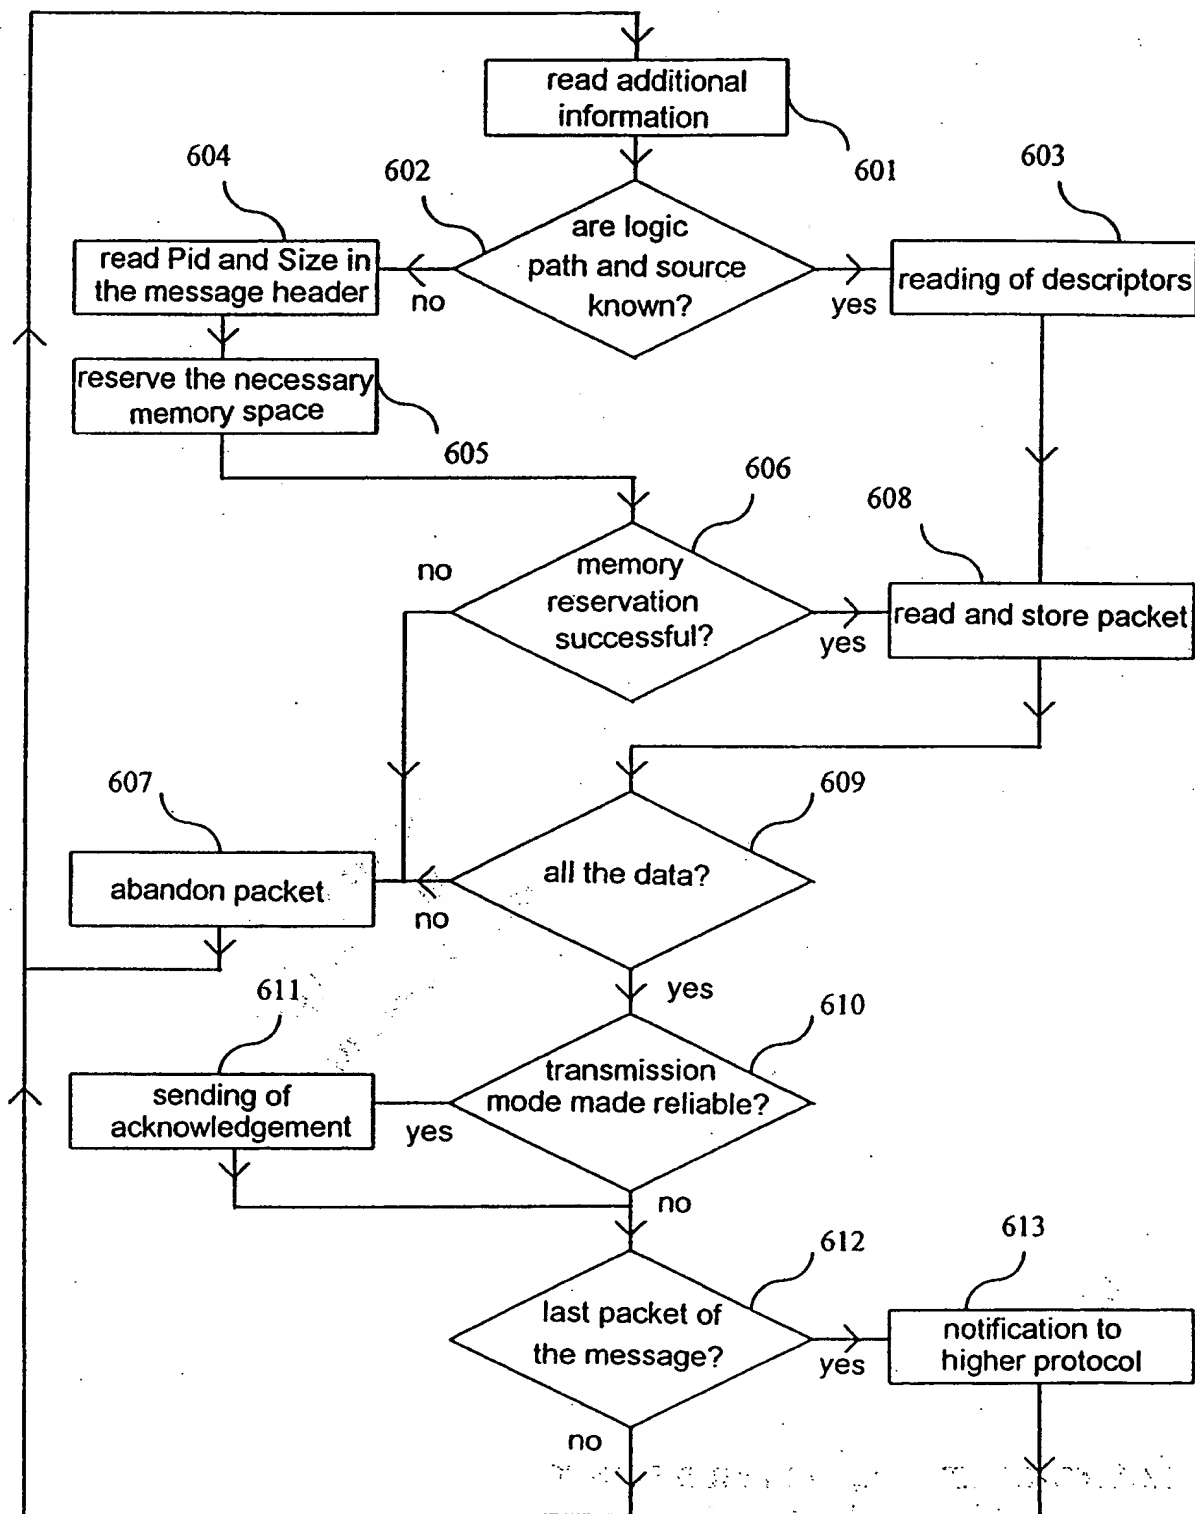 read additional
information
601
604
602
603
are logic
path and source
known?
read Pid and Size in
the message header
no
yes
reading of descriptors
reserve the necessary
memory space
605
606
608
no
memory
reservation
successful?
yes
read and store packet
607
609
all the data?
no
abandon packet
yes
611
610
transmission
mode made reliable?
sending of
acknowledgement
yes
no
612
613
last packet of
the message?
yes
notification to
higher protocol
no